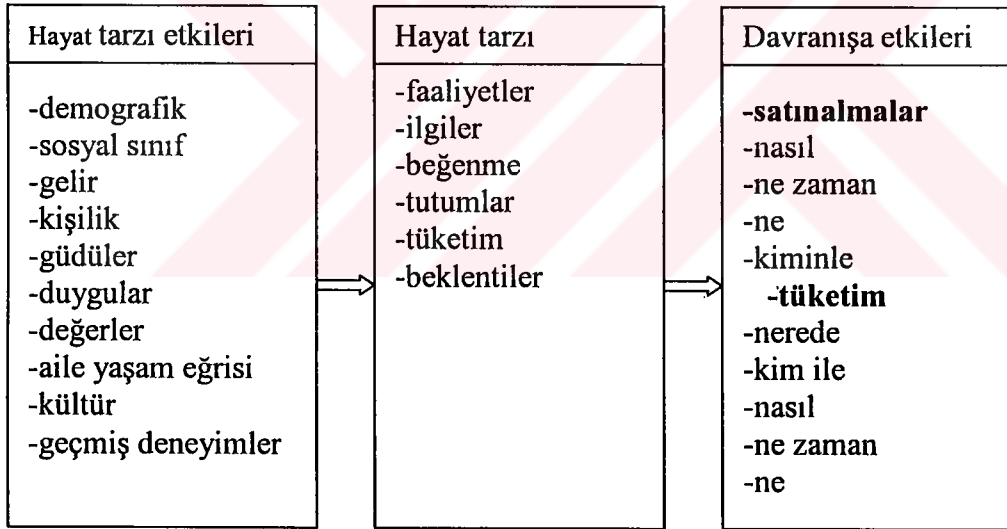 Hayat tarzı etkileri
-demografik
-sosyal sınıf
-gelir
-kişilik
-güdüler
-duygular
-değerler
-aile yaşam eğrisi
-kültür
-geçmiş deneyimler
Hayat tarzı
-faaliyetler
-ilgiler
-beğenme
-tutumlar
-tüketim
-beklentiler
Davranışa etkileri
-satınalmalar
-nasıl
-ne zaman
-ne
-kiminle
-tüketim
-nerede
-kim ile
-nasıl
-ne zaman
-ne